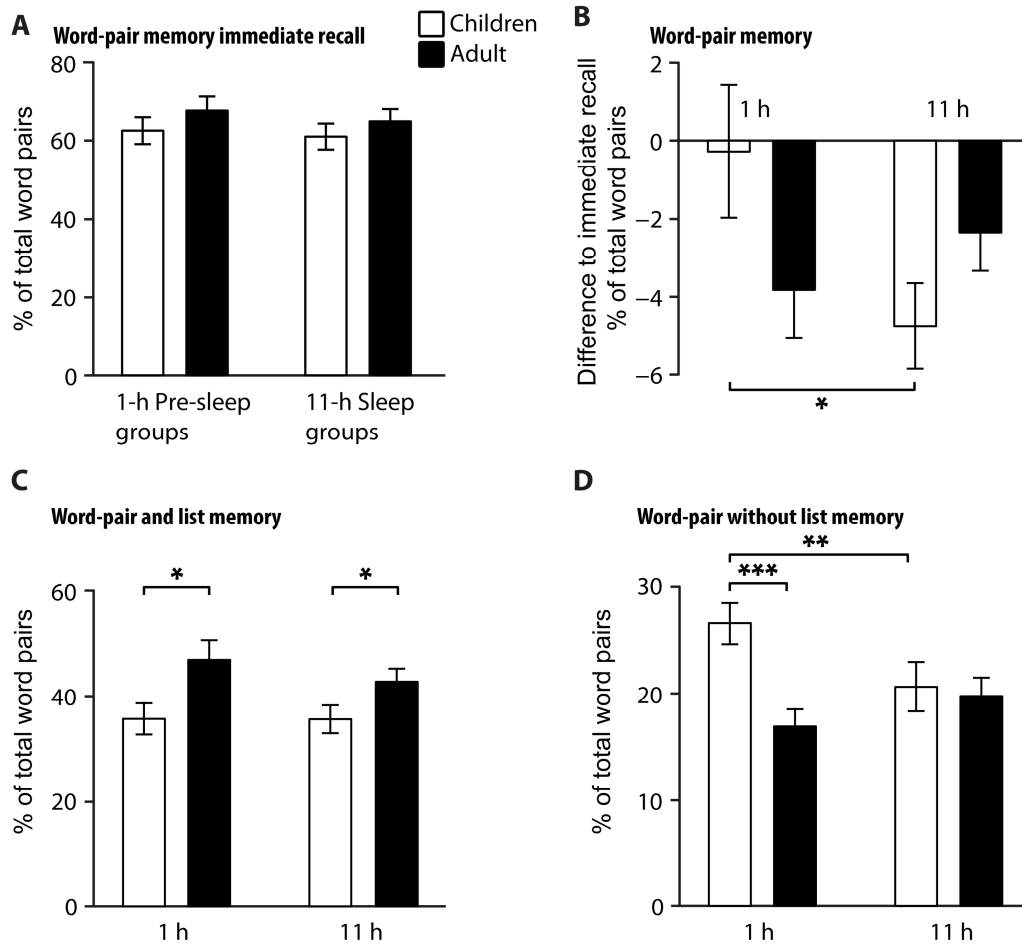 A
Word-pair memory immediate recall
Children
Adult
% of total word pairs
80
60
40
20
0
1-h Pre-sleep
groups
11-h Sleep
groups
B
Word-pair memory
Difference to immediate recall
% of total word pairs
2
0
−2
−4
−6
1 h
11 h
*
C
Word-pair and list memory
% of total word pairs
60
40
20
0
*
*
1 h
11 h
D
Word-pair without list memory
% of total word pairs
30
20
10
0
**
***
1 h
11 h